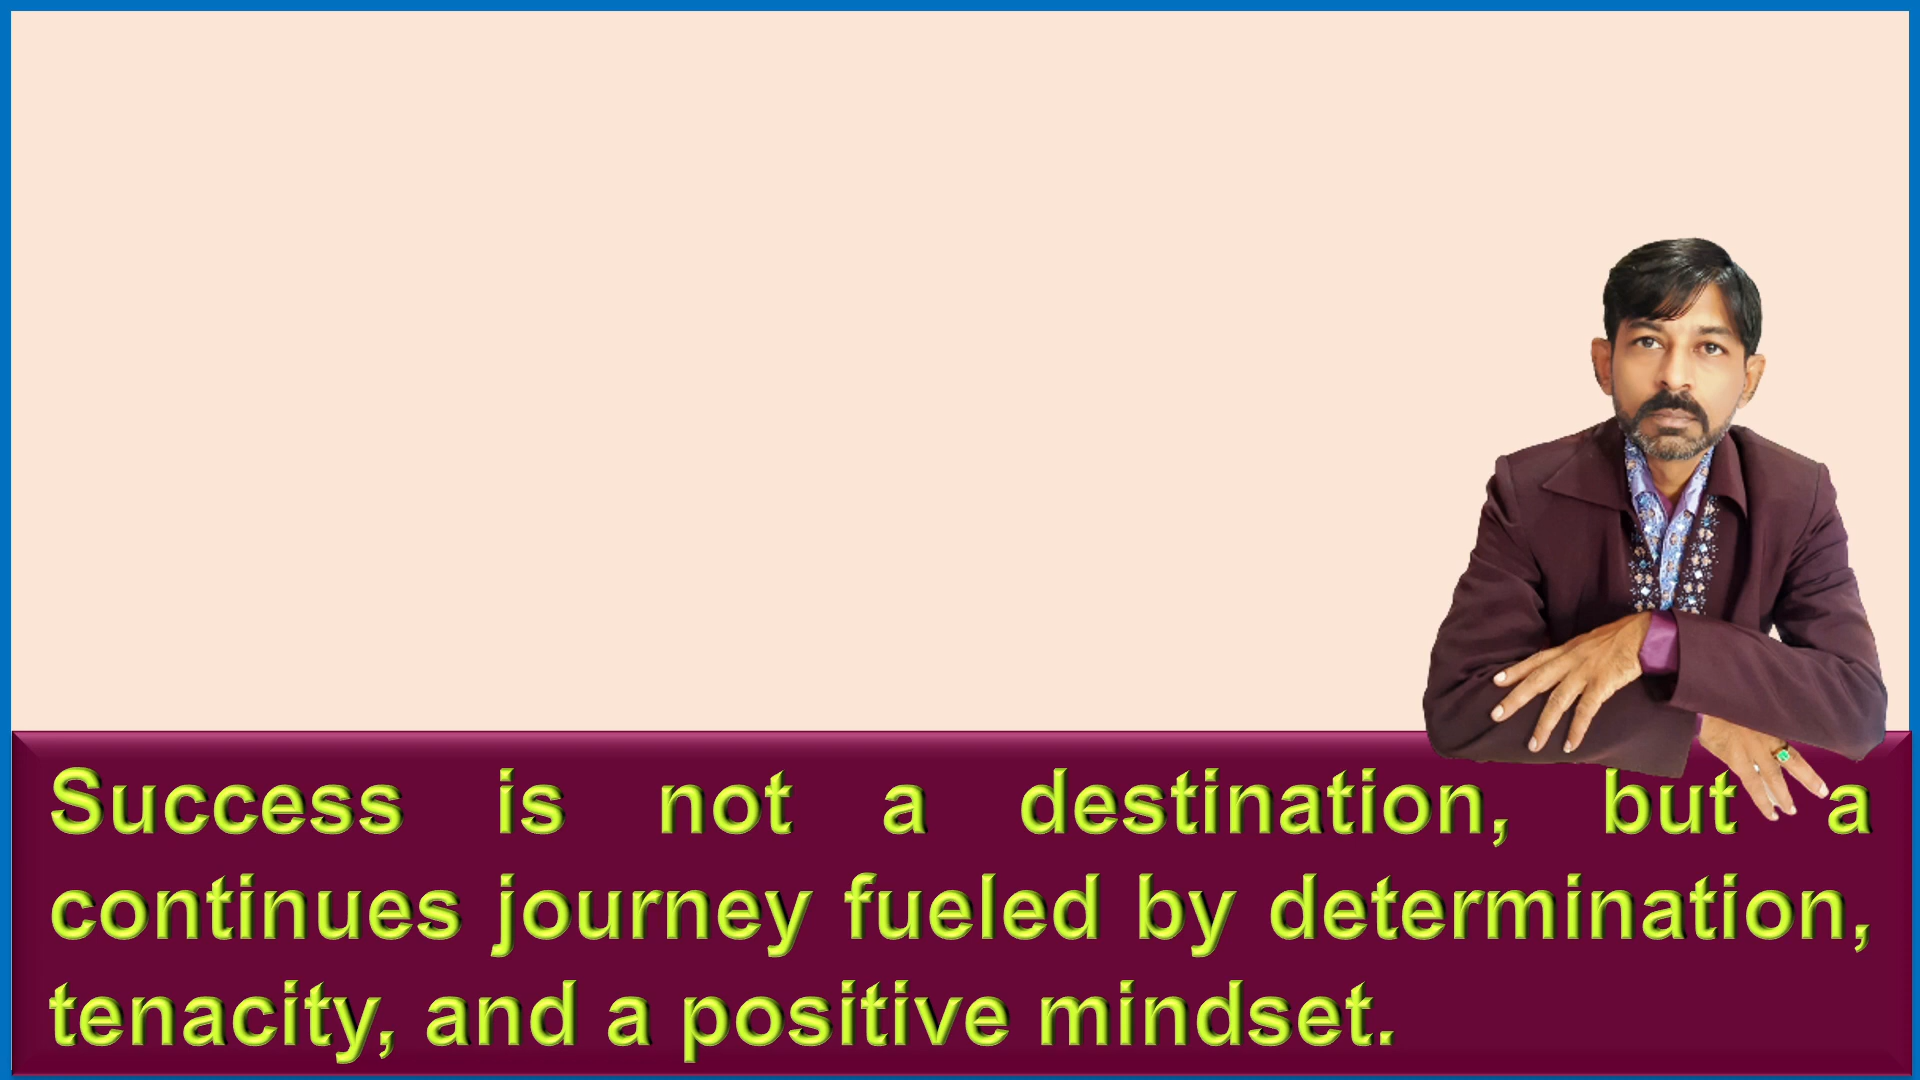 Success is not a destination, but a
continues journey fueled by determination,
tenacity, and a positive mindset.